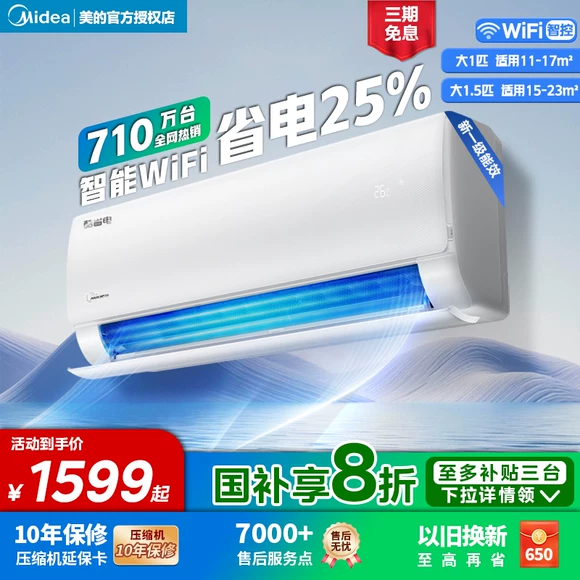 Midea 美的官方授权店
三期
免息
WiFi 智控
大1匹 适用11-17m²
大1.5匹 适用15-23m²
710 万台
全网热销
智能WiFi
省电25%
新一级能效
酷省电
26
活动到手价
¥1599起
国补享8折
至多补贴三台
下拉详情领
10年保修
压缩机延保卡
压缩机
10年保修
7000+
售后服务点
售后
无忧
以旧换新
至高再省
650